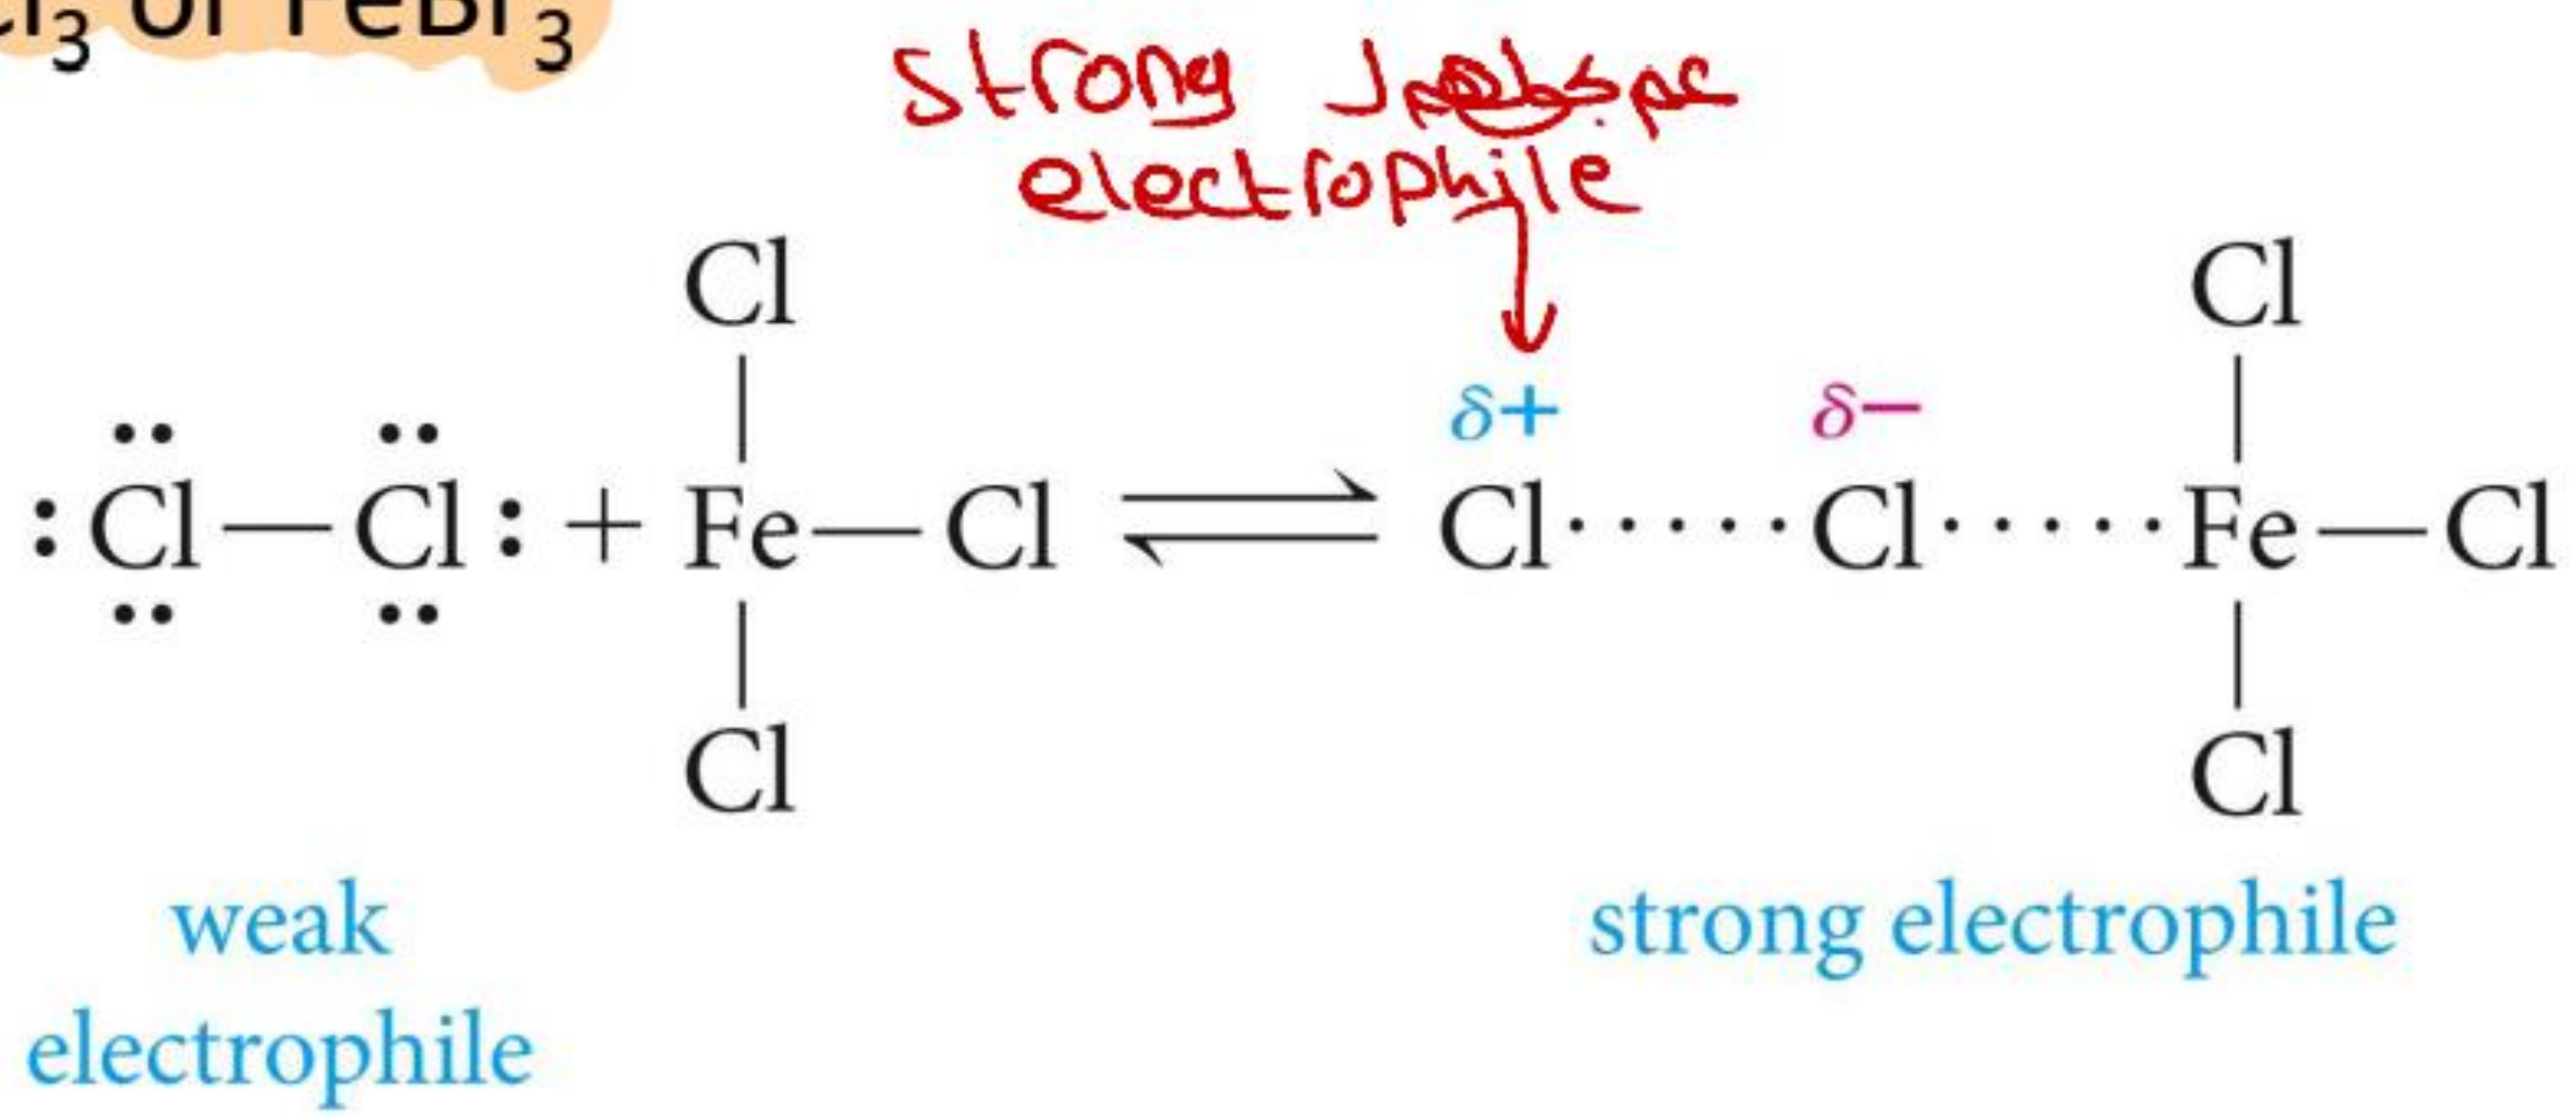 Cl₃ or FeBr₃
strong
electrophile
Cl
Cl
δ+ δ−
:Cl—Cl: + Fe—Cl ⇌ Cl·····Cl·····Fe—Cl
Cl
Cl
weak
electrophile
strong electrophile